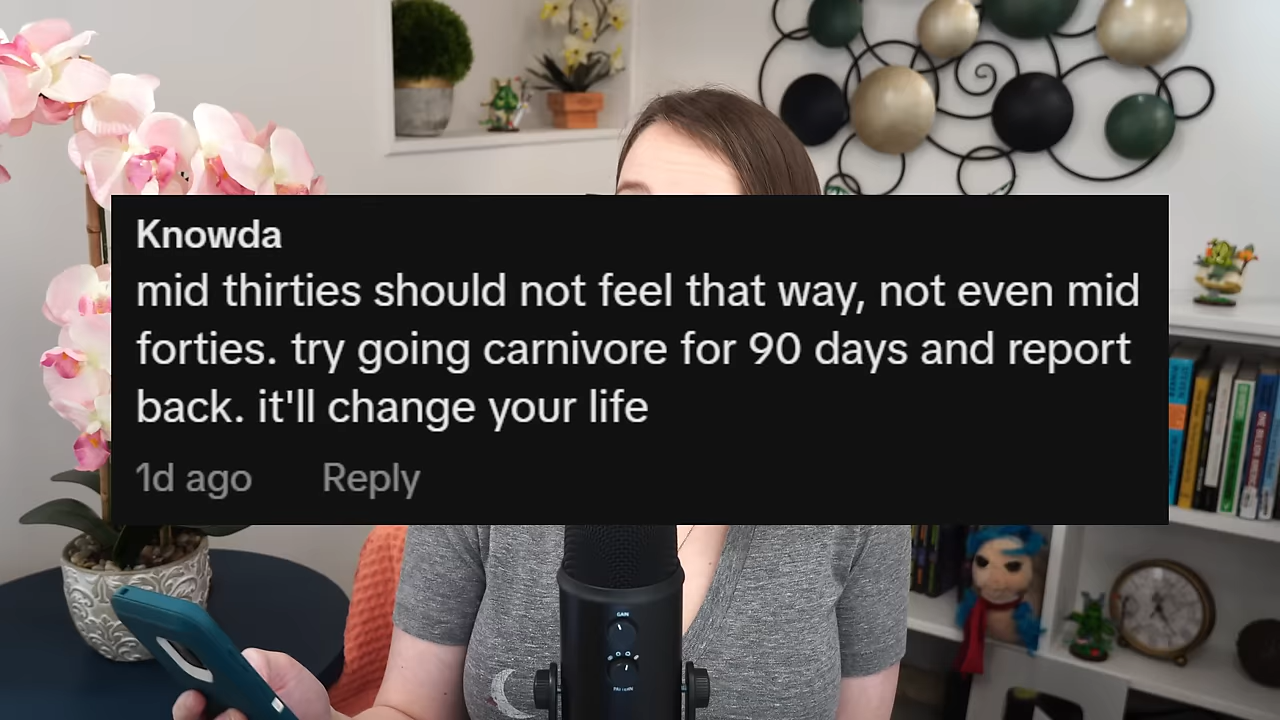 Knowda
mid thirties should not feel that way, not even mid
forties. try going carnivore for 90 days and report
back. it'll change your life
1d ago Reply
GAIN